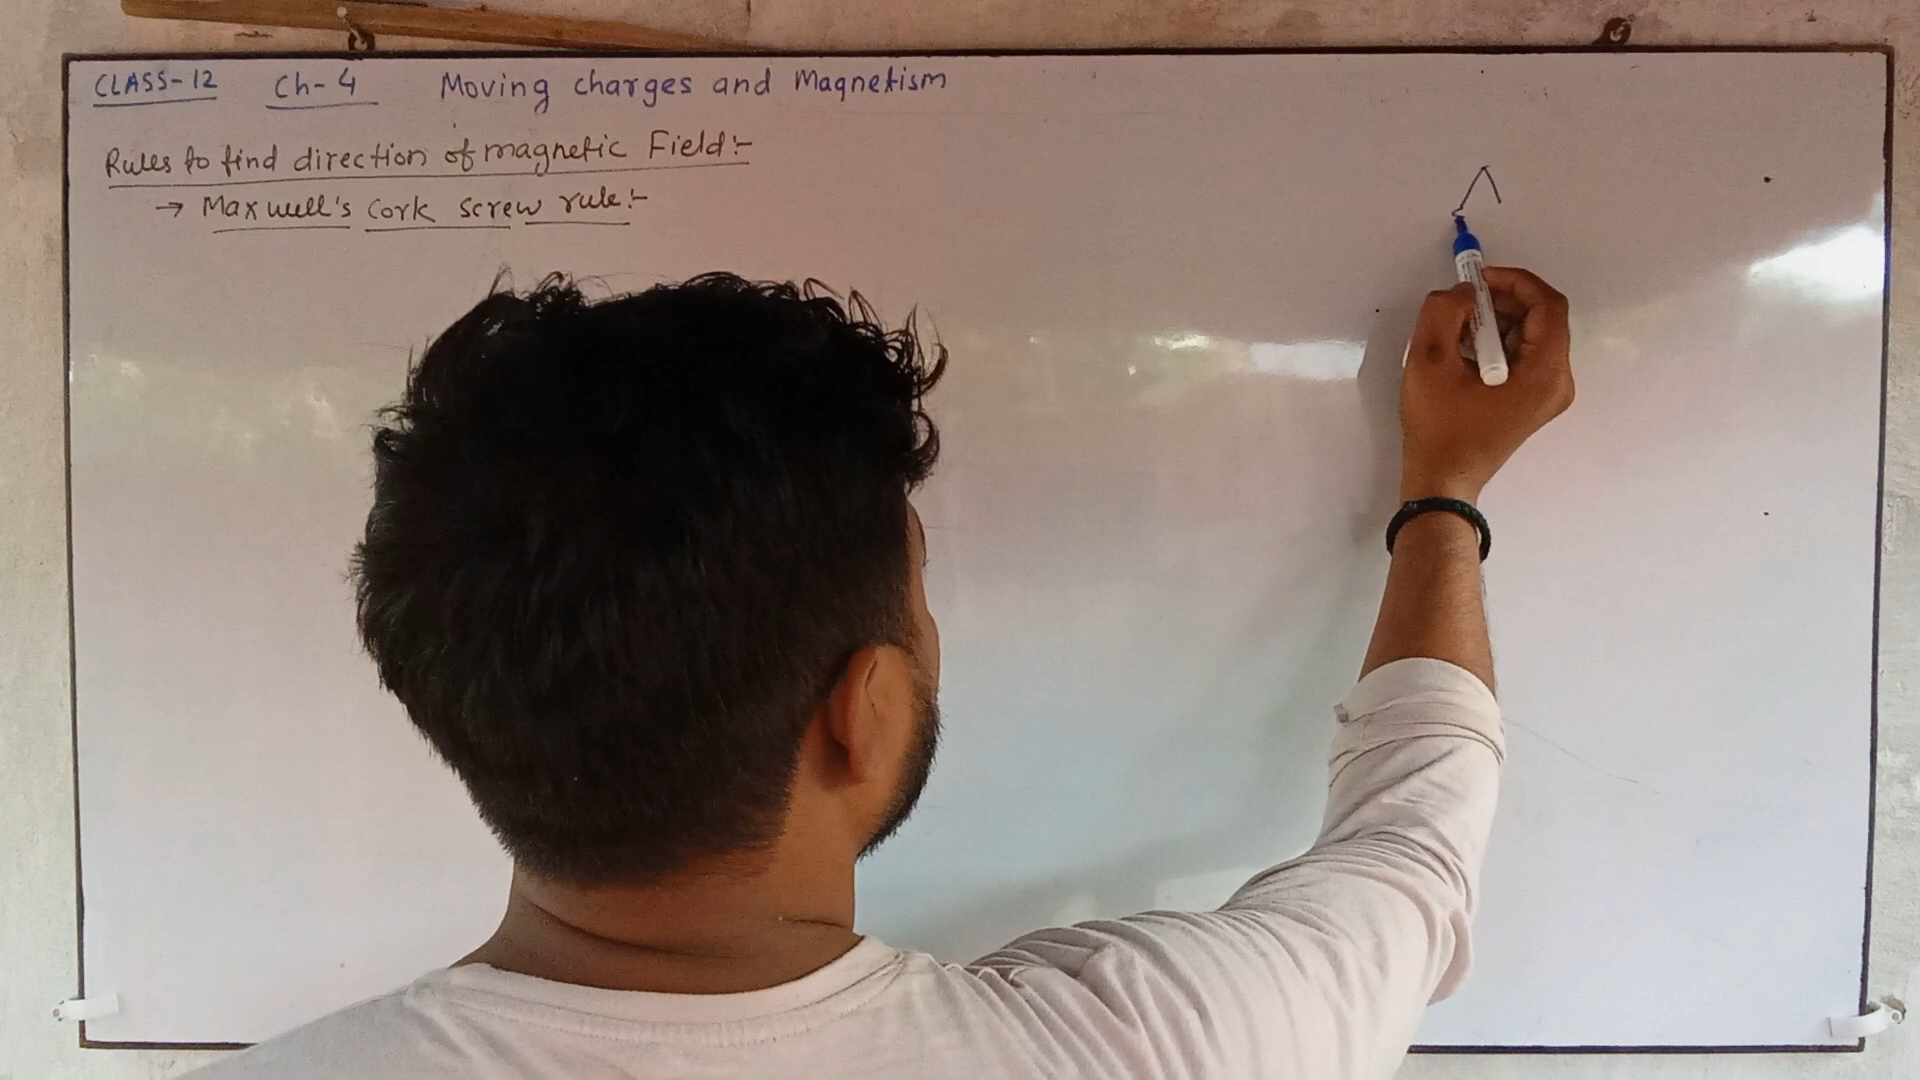 CLASS-12 Ch-4 Moving charges and Magnetism
Rules to find direction of magnetic Field:-
→ Maxwell's cork screw rule:-